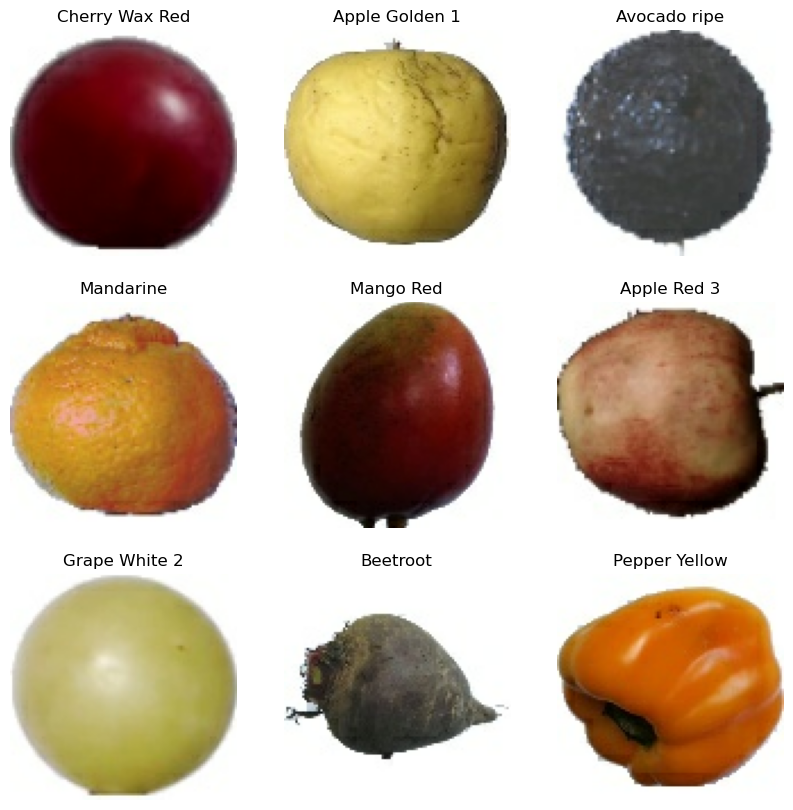 Cherry Wax Red
Apple Golden 1
Avocado ripe
Mandarine
Mango Red
Apple Red 3
Grape White 2
Beetroot
Pepper Yellow